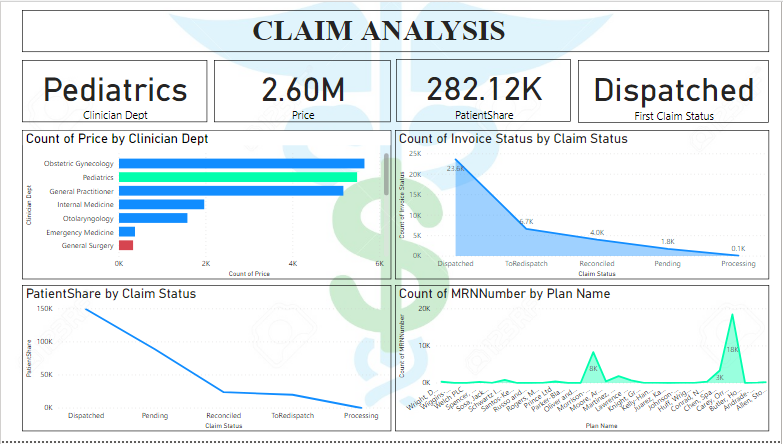 CLAIM ANALYSIS
Pediatrics
Clinician Dept
2.60M
Price
282.12K
PatientShare
Dispatched
First Claim Status
Count of Price by Clinician Dept
Clinician Dept
Obstetric Gynecology
Pediatrics
General Practitioner
Internal Medicine
Otolaryngology
Emergency Medicine
General Surgery
0K 2K 4K 6K
Count of Price
Count of Invoice Status by Claim Status
Count of Invoice Status
25K
20K
15K
10K
5K
0K
6.7K
4.0K
1.8K
0.1K
Dispatched ToRedispatch Reconciled Pending Processing
Claim Status
PatientShare by Claim Status
PatientShare
150K
100K
50K
0K
Dispatched Pending Reconciled ToRedispatch Processing
Claim Status
Count of MRNNumber by Plan Name
Count of MRNNumber
20K
10K
0K
8K
3K
18K
Wright, D...
Wiggins-...
Welch PLC
Spencer, ...
Sosa, Jack...
Schwartz l...
Santos-Ke...
Russo and...
Rogers, M...
Prince Ltd
Parker-Bla...
Oliver and...
Morrison-...
Moore, Ar...
Martinez, ...
Lawrence ...
Knight, Gr...
Kelly-Han...
Juarez, Ea...
Johnson-...
Huff, Wrig...
Conrad, N...
Chen, Spa...
Carey, Orr...
Butler, Ho...
Andrade-...
Allen, Sto...
Plan Name